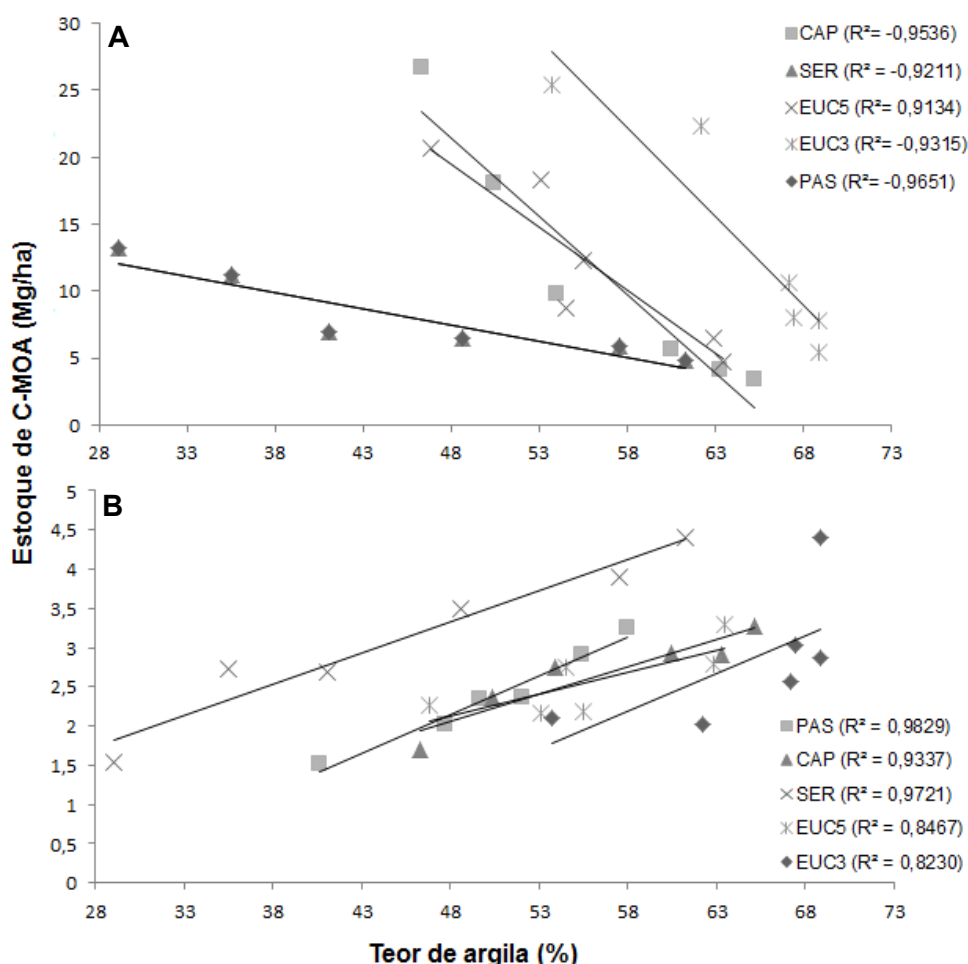 A
30
25
20
15
10
5
0
28 33 38 43 48 53 58 63 68 73
CAP (R²= -0,9536)
SER (R² = -0,9211)
EUC5 (R²= 0,9134)
EUC3 (R²= -0,9315)
PAS (R²= -0,9651)
Estoque de C-MOA (Mg/ha)
B
5
4,5
4
3,5
3
2,5
2
1,5
1
0,5
0
28 33 38 43 48 53 58 63 68 73
PAS (R² = 0,9829)
CAP (R² = 0,9337)
SER (R² = 0,9721)
EUC5 (R² = 0,8467)
EUC3 (R² = 0,8230)
Teor de argila (%)